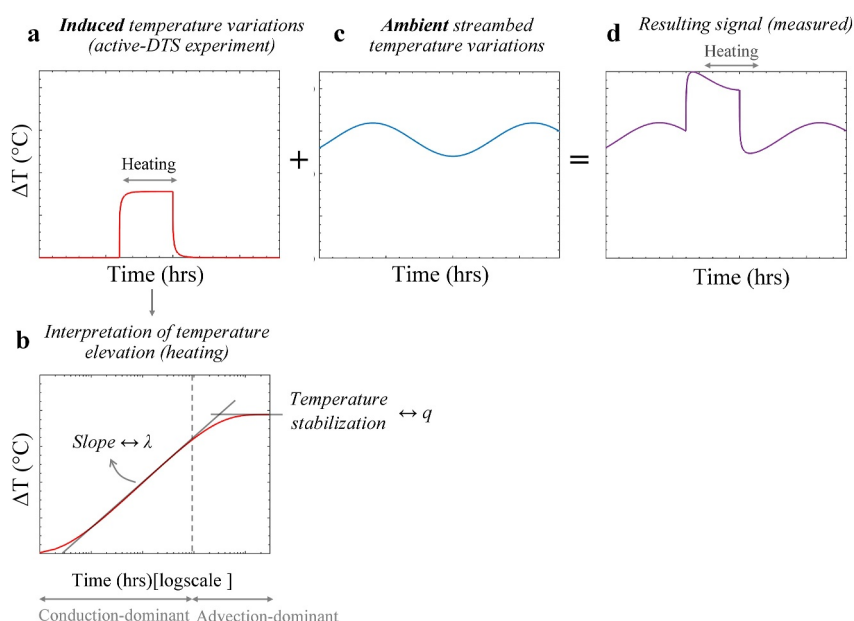 a
Induced temperature variations
(active-DTS experiment)
ΔT (°C)
Heating
Time (hrs)
+
c
Ambient streambed
temperature variations
Time (hrs)
=
d
Resulting signal (measured)
Heating
Time (hrs)
b
Interpretation of temperature
elevation (heating)
ΔT (°C)
Slope ↔ λ
Temperature
stabilization ↔ q
Time (hrs)[logscale ]
Conduction-dominant Advection-dominant